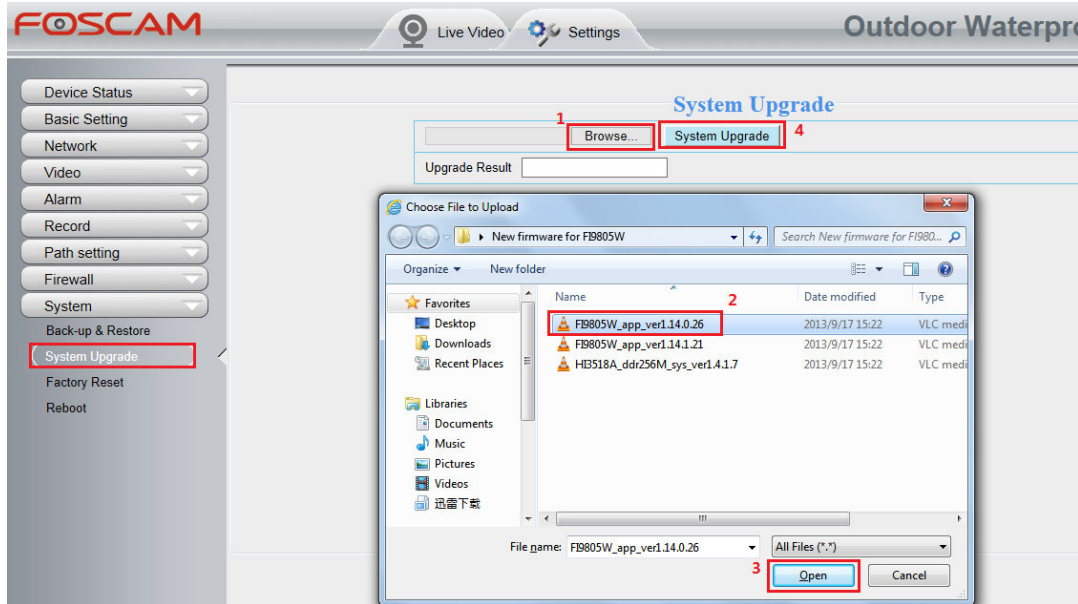 FOSCAM
Live Video
Settings
Outdoor Waterpro
Device Status
Basic Setting
Network
Video
Alarm
Record
Path setting
Firewall
System
Back-up & Restore
System Upgrade
Factory Reset
Reboot
System Upgrade
1
Browse...
System Upgrade
4
Upgrade Result
Choose File to Upload
New firmware for FI9805W
Search New firmware for FI980...
Organize
New folder
Favorites
Desktop
Downloads
Recent Places
Libraries
Documents
Music
Pictures
Videos
迅雷下载
Name
2
Date modified
Type
FI9805W_app_ver1.14.0.26
2013/9/17 15:22
VLC medi
FI9805W_app_ver1.14.1.21
2013/9/17 15:22
VLC medi
HI3518A_ddr256M_sys_ver1.4.1.7
2013/9/17 15:22
VLC medi
File name:
FI9805W_app_ver1.14.0.26
All Files (*.*)
3
Open
Cancel